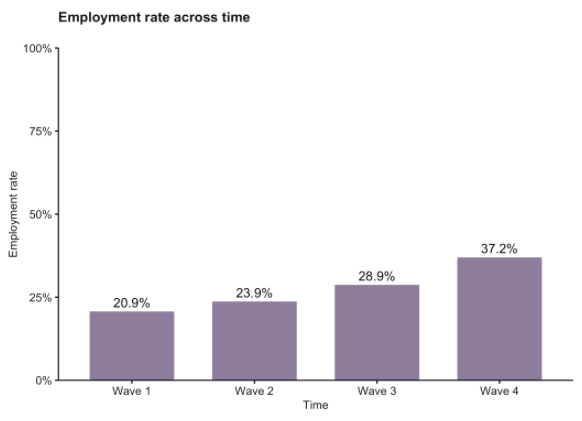 Employment rate across time
100%
75%
50%
25%
0%
Employment rate
20.9%
23.9%
28.9%
37.2%
Wave 1
Wave 2
Wave 3
Wave 4
Time